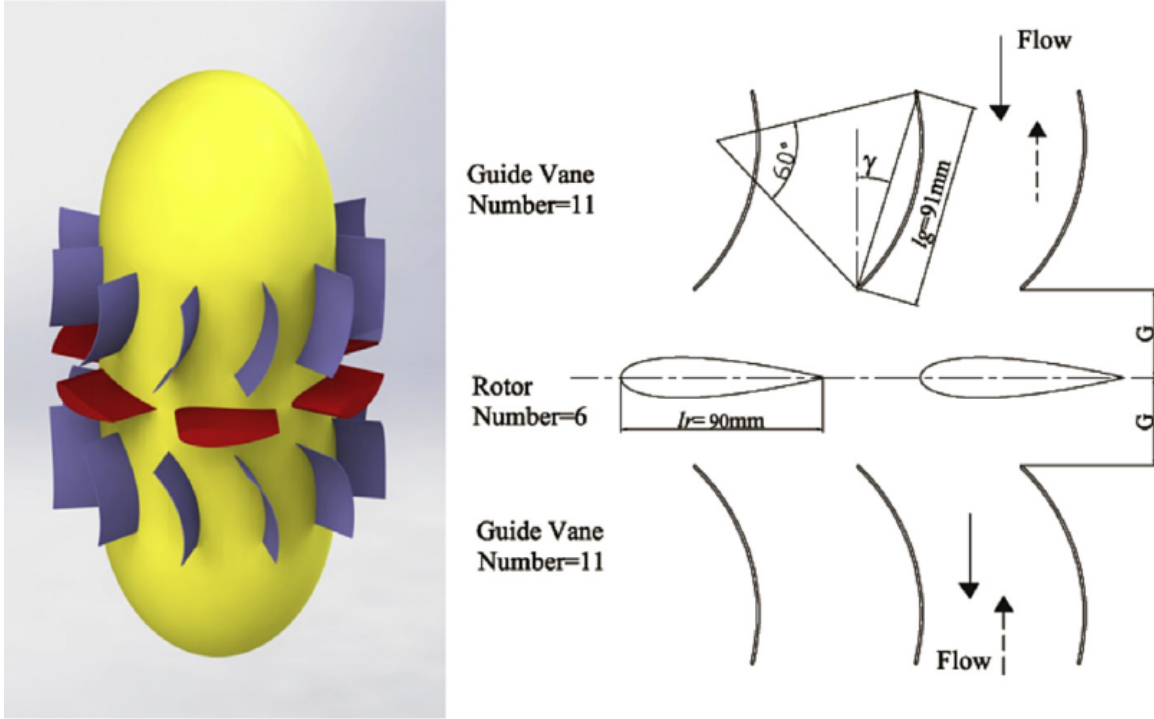 Flow
Guide Vane
Number=11
60°
γ
lg=91mm
G
Rotor
Number=6
lr= 90mm
G
Guide Vane
Number=11
Flow